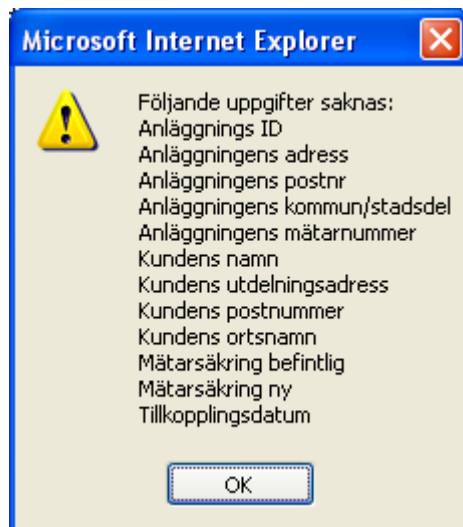 Microsoft Internet Explorer
Följande uppgifter saknas:
Anläggnings ID
Anläggningens adress
Anläggningens postnr
Anläggningens kommun/stadsdel
Anläggningens mätarnummer
Kundens namn
Kundens utdelningsadress
Kundens postnummer
Kundens ortsnamn
Mätarsäkring befintlig
Mätarsäkring ny
Tillkopplingsdatum
OK